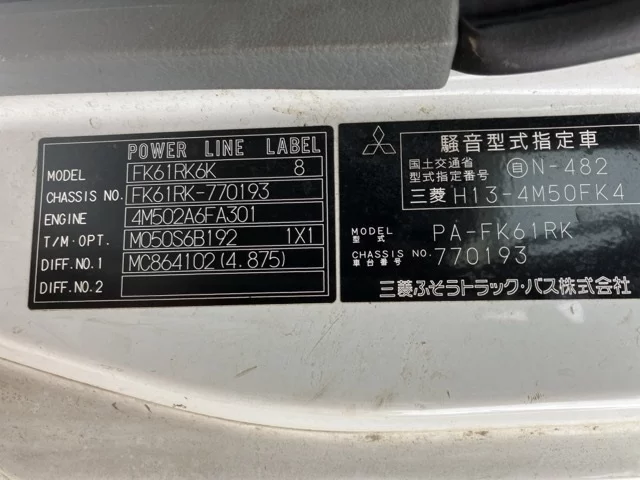 POWER LINE LABEL
MODEL FK61RK6K 8
CHASSIS NO. FK61RK-770193
ENGINE 4M502A6FA301
T/M·OPT. M050S6B192 1X1
DIFF.NO.1 MC864102(4.875)
DIFF.NO.2
騒音型式指定車
国土交通省
型式指定番号 自N-482
三菱 H13-4M50FK4
MODEL
型式 PA-FK61RK
CHASSIS NO.
車台番号 770193
三菱ふそうトラック・バス株式会社